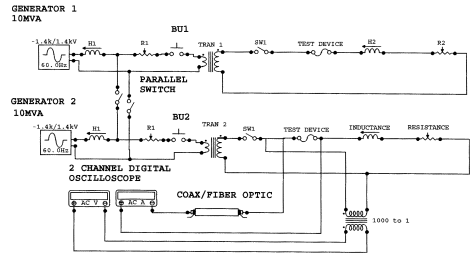 GENERATOR 1
10MVA
BU1
-1.4k/1.4kV
H1
R1
TRAN 1
SW1
TEST DEVICE
H2
R2
60.0Hz
PARALLEL
SWITCH
GENERATOR 2
10MVA
BU2
-1.4k/1.4kV
H1
R1
TRAN 2
SW1
TEST DEVICE
INDUCTANCE
RESISTANCE
60.0Hz
2 CHANNEL DIGITAL
OSCILLOSCOPE
COAX/FIBER OPTIC
AC V
AC A
0000
1000 to 1
0000